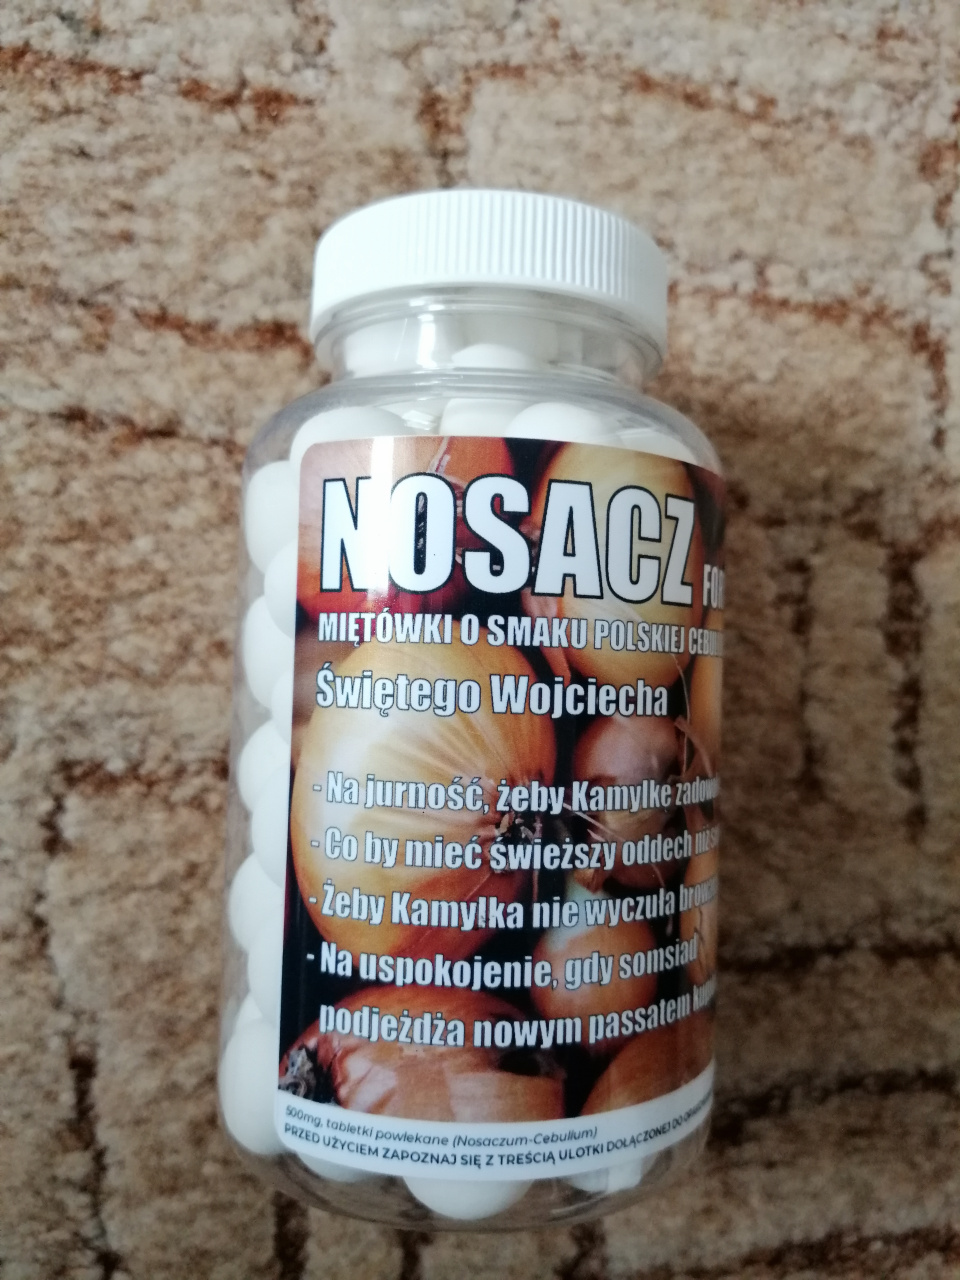 NOSACZ
MIĘTÓWKI O SMAKU POLSKIEJ
Świętego Wojciecha
- Na jurność, żeby Kamylke
- Co by mieć świeższy oddech
- Żeby Kamylka nie wyczuła
- Na uspokojenie, gdy somsiad
podjeżdża nowym passatem
500mg, tabletki powlekane (Nosaczum-Cebulium)
PRZED UŻYCIEM ZAPOZNAJ SIĘ Z TREŚCIĄ ULOTKI DOŁĄCZONEJ DO